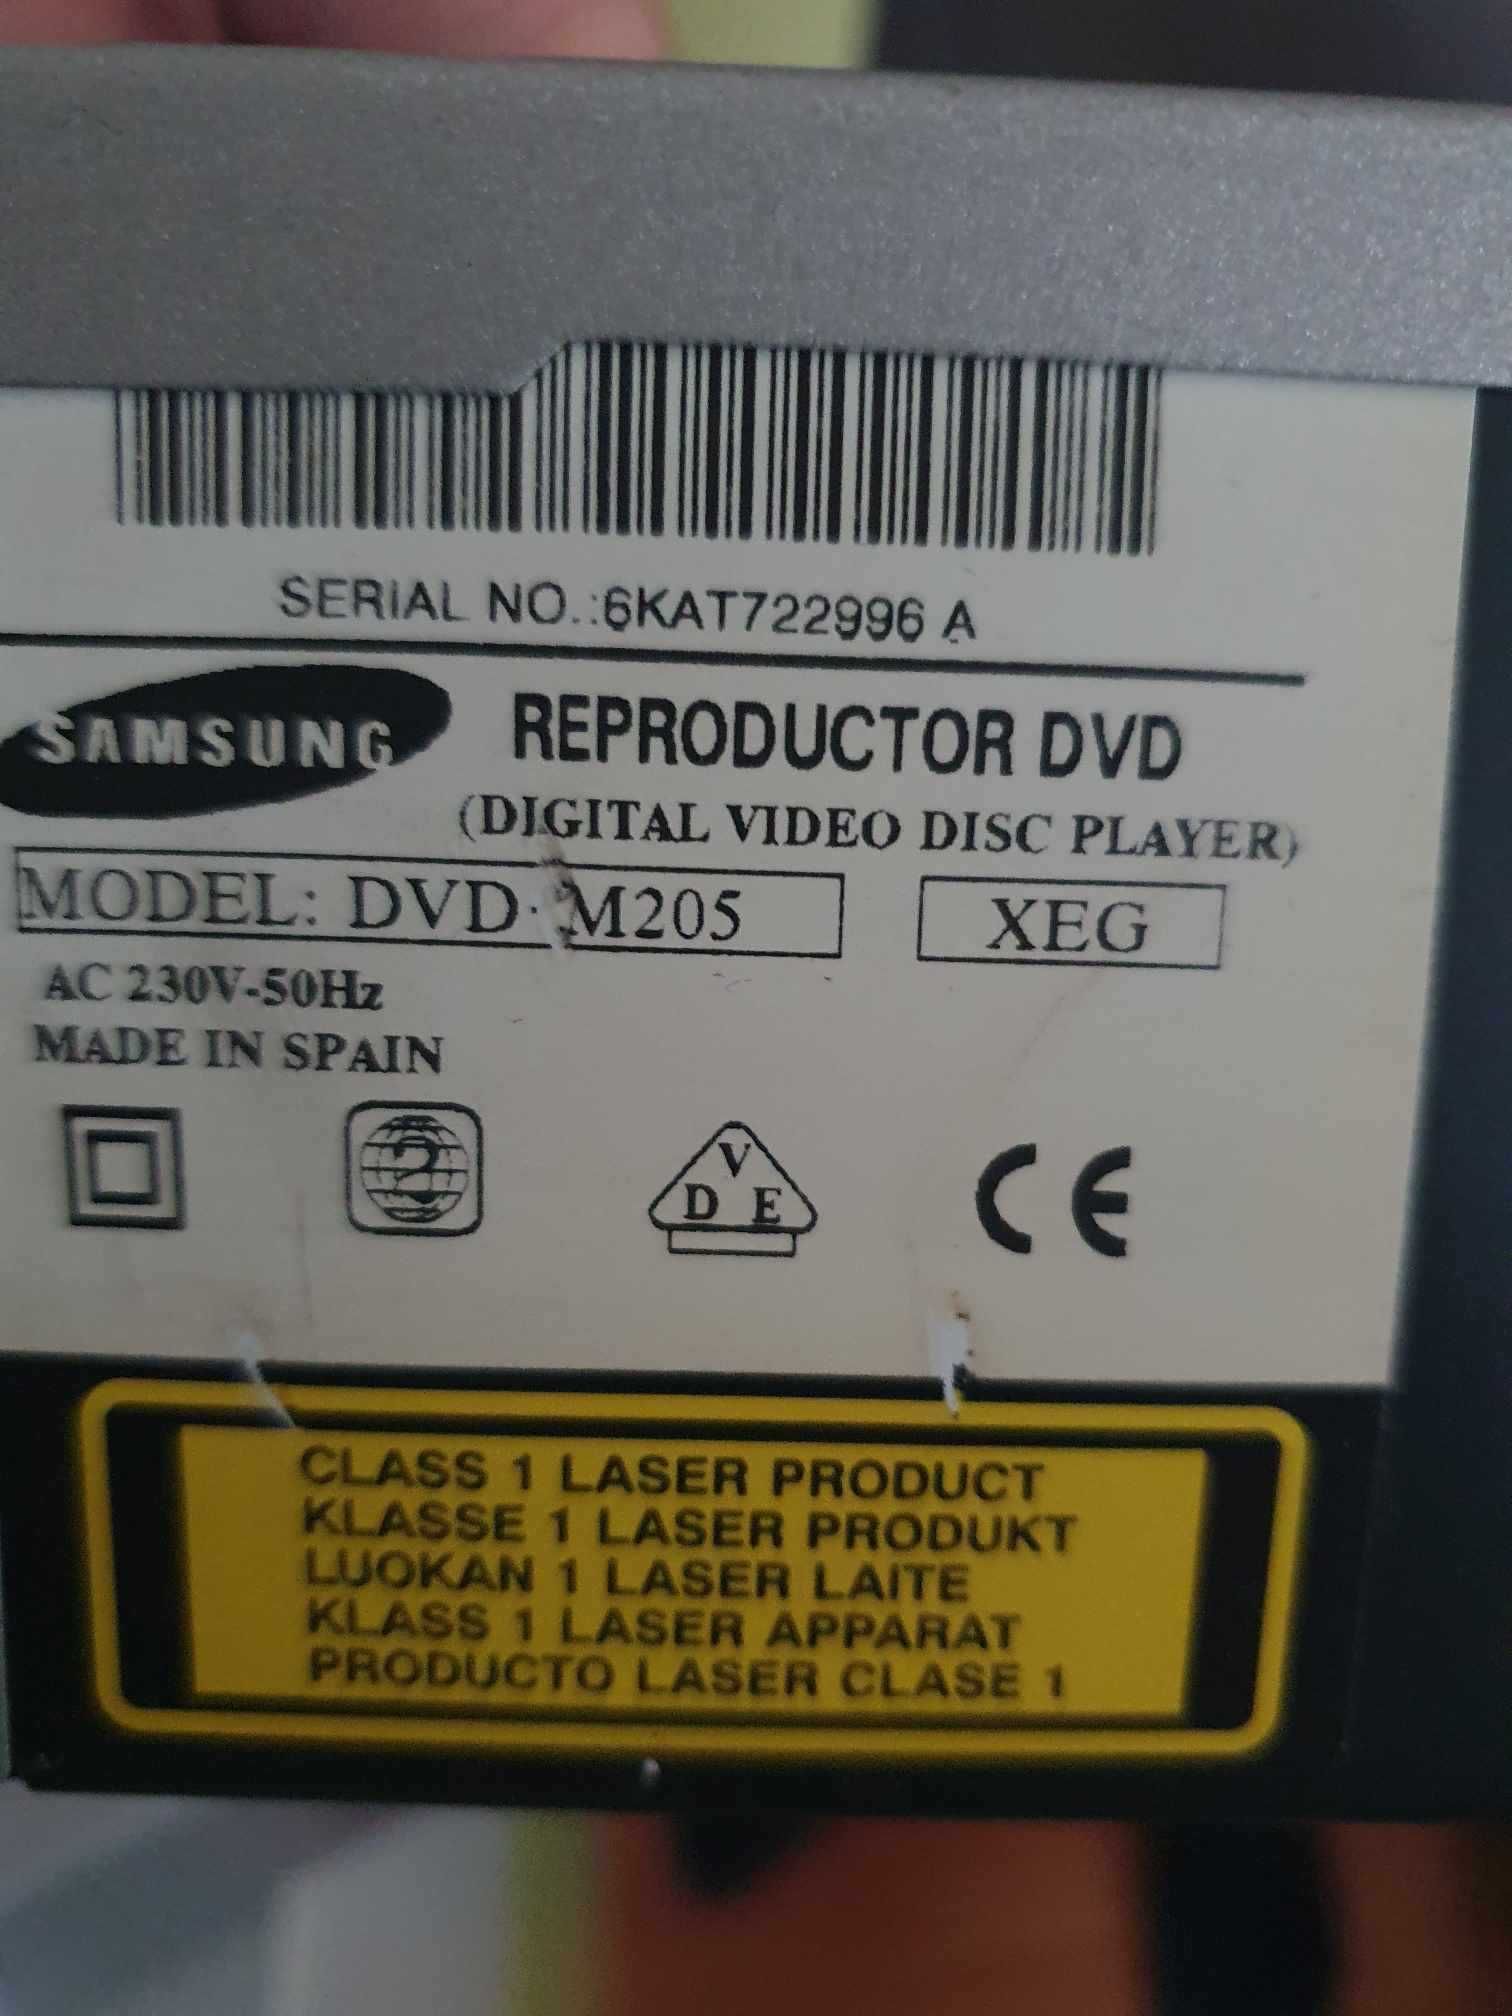 SERIAL NO.:6KAT722996 A
SAMSUNG REPRODUCTOR DVD
(DIGITAL VIDEO DISC PLAYER)
MODEL: DVD-M205 XEG
AC 230V-50Hz
MADE IN SPAIN
2
V
D E
CE
CLASS 1 LASER PRODUCT
KLASSE 1 LASER PRODUKT
LUOKAN 1 LASER LAITE
KLASS 1 LASER APPARAT
PRODUCTO LASER CLASE 1